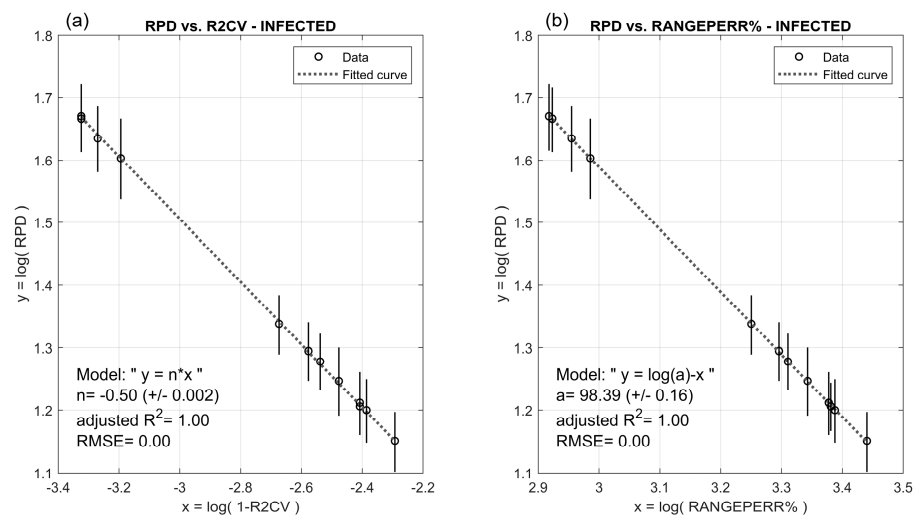 (a)
RPD vs. R2CV - INFECTED
Data
Fitted curve
1.8
1.7
1.6
1.5
1.4
1.3
1.2
1.1
y = log( RPD )
Model: " y = n*x "
n= -0.50 (+/- 0.002)
adjusted R²= 1.00
RMSE= 0.00
-3.4 -3.2 -3 -2.8 -2.6 -2.4 -2.2
x = log( 1-R2CV )
(b)
RPD vs. RANGEPERR% - INFECTED
Data
Fitted curve
1.8
1.7
1.6
1.5
1.4
1.3
1.2
1.1
y = log( RPD )
Model: " y = log(a)-x "
a= 98.39 (+/- 0.16)
adjusted R²= 1.00
RMSE= 0.00
2.9 3 3.1 3.2 3.3 3.4 3.5
x = log( RANGEPERR% )